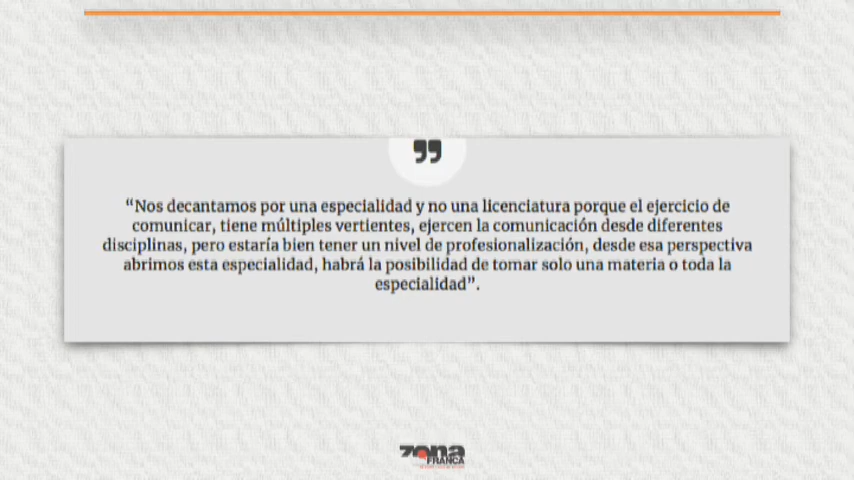 "
“Nos decantamos por una especialidad y no una licenciatura porque el ejercicio de
comunicar, tiene múltiples vertientes, ejercen la comunicación desde diferentes
disciplinas, pero estaría bien tener un nivel de profesionalización, desde esa perspectiva
abrimos esta especialidad, habrá la posibilidad de tomar solo una materia o toda la
especialidad”.
zona
FRANCA